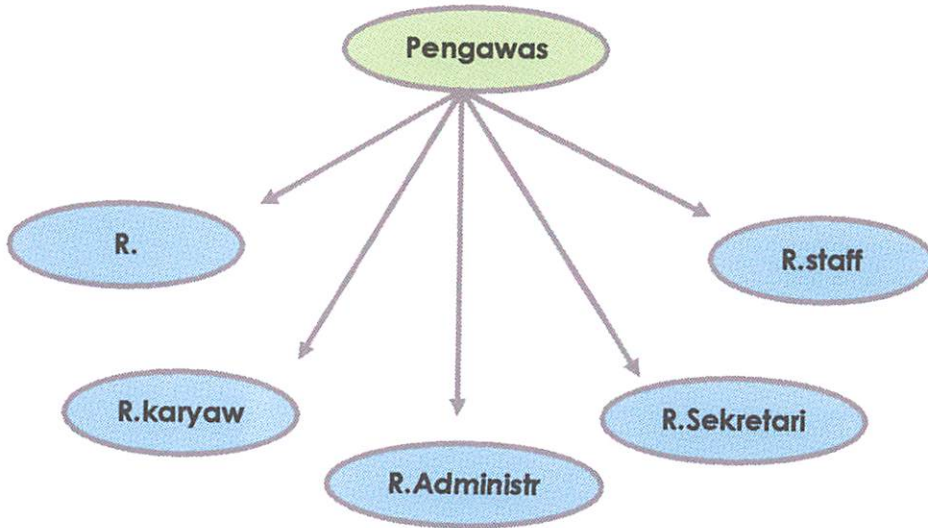 Pengawas
R.
R.staff
R.karyaw
R.Sekretari
R.Administr